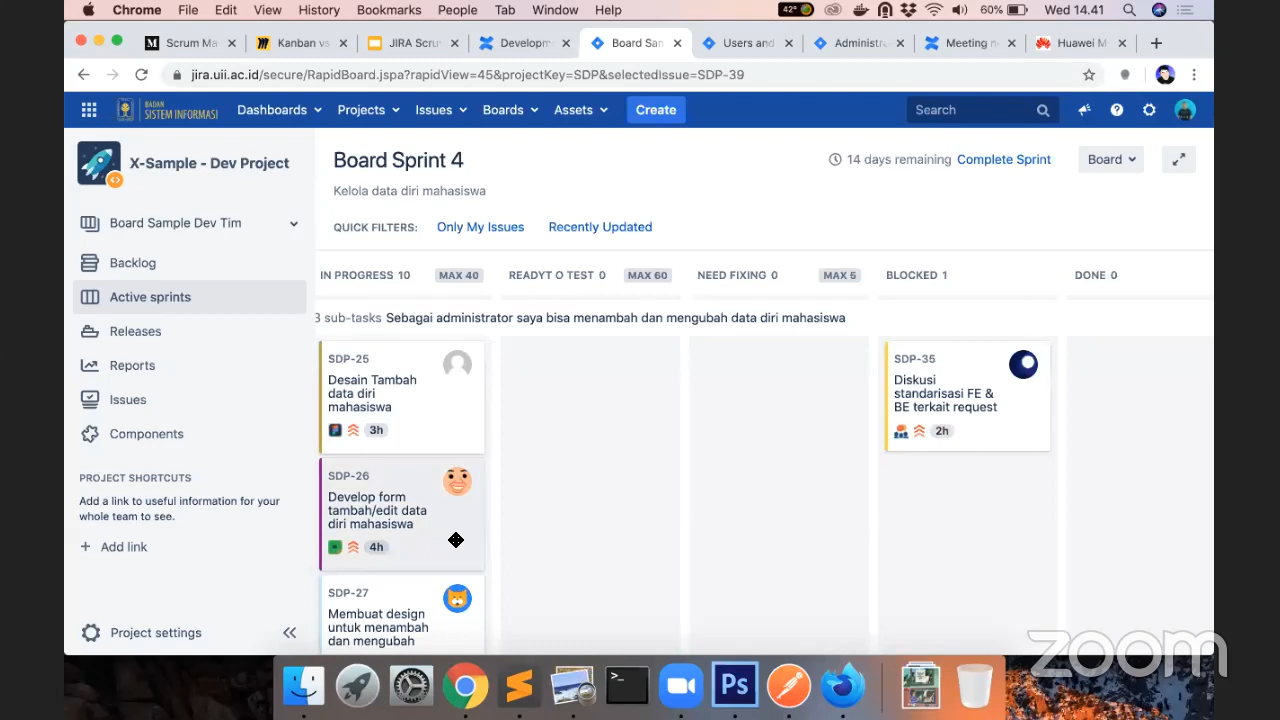 Chrome File Edit View History Bookmarks People Tab Window Help 42° 60% Wed 14.41
Scrum Ma Kanban vs JIRA Scru Developm Board San Users and Administra Meeting n Huawei M
jira.uii.ac.id/secure/RapidBoard.jspa?rapidView=45&projectKey=SDP&selectedIssue=SDP-39
BADAN
SISTEM INFORMASI
Dashboards Projects Issues Boards Assets Create Search
X-Sample - Dev Project
Board Sample Dev Tim
Backlog
Active sprints
Releases
Reports
Issues
Components
PROJECT SHORTCUTS
Add a link to useful information for your
whole team to see.
+ Add link
Project settings
Board Sprint 4
14 days remaining Complete Sprint Board
Kelola data diri mahasiswa
QUICK FILTERS: Only My Issues Recently Updated
IN PROGRESS 10 MAX 40 READYT O TEST 0 MAX 60 NEED FIXING 0 MAX 5 BLOCKED 1 DONE 0
3 sub-tasks Sebagai administrator saya bisa menambah dan mengubah data diri mahasiswa
SDP-25
Desain Tambah
data diri
mahasiswa
3h
SDP-26
Develop form
tambah/edit data
diri mahasiswa
4h
SDP-27
Membuat design
untuk menambah
dan mengubah
SDP-35
Diskusi
standarisasi FE &
BE terkait request
2h
Ps
zoom